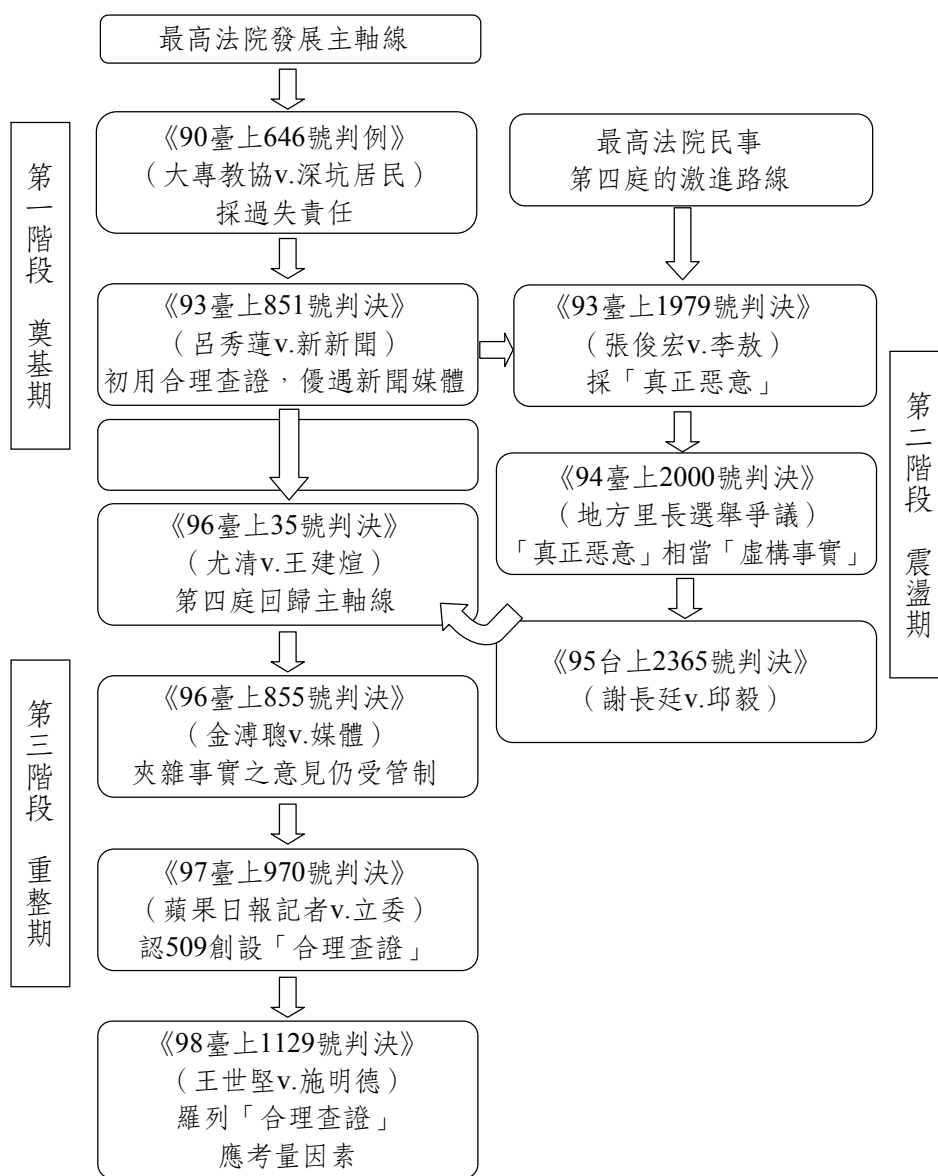 最高法院發展主軸線
第一階段 奠基期
《90臺上646號判例》
（大專教協v.深坑居民）
採過失責任
最高法院民事
第四庭的激進路線
《93臺上851號判決》
（呂秀蓮v.新新聞）
初用合理查證，優遇新聞媒體
《93臺上1979號判決》
（張俊宏v.李敖）
採「真正惡意」
第二階段 震盪期
《94臺上2000號判決》
（地方里長選舉爭議）
「真正惡意」相當「虛構事實」
《96臺上35號判決》
（尤清v.王建煊）
第四庭回歸主軸線
《95台上2365號判決》
（謝長廷v.邱毅）
第三階段 重整期
《96臺上855號判決》
（金溥聰v.媒體）
夾雜事實之意見仍受管制
《97臺上970號判決》
（蘋果日報記者v.立委）
認509創設「合理查證」
《98臺上1129號判決》
（王世堅v.施明德）
羅列「合理查證」
應考量因素